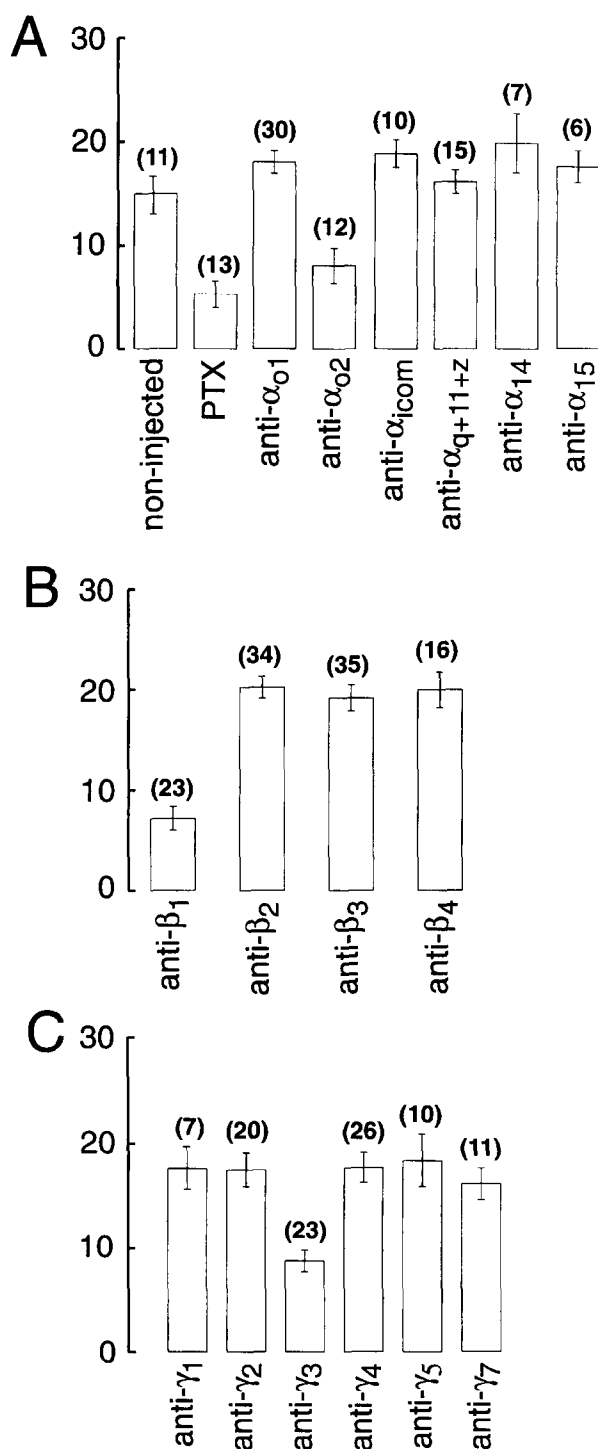 A
30
20
10
0
(11)
(13)
(30)
(12)
(10)
(15)
(7)
(6)
non-injected
PTX
anti-αo1
anti-αo2
anti-αicom
anti-αq+11+z
anti-α14
anti-α15
B
30
20
10
0
(23)
(34)
(35)
(16)
anti-β1
anti-β2
anti-β3
anti-β4
C
30
20
10
0
(7)
(20)
(23)
(26)
(10)
(11)
anti-γ1
anti-γ2
anti-γ3
anti-γ4
anti-γ5
anti-γ7